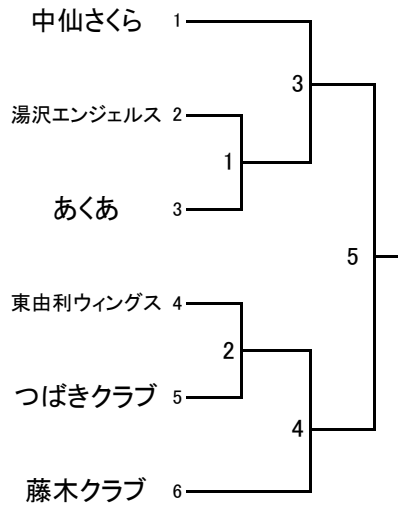 中仙さくら 1
3
湯沢エンジェルス 2
1
あくあ 3
5
東由利ウィングス 4
2
つばきクラブ 5
4
藤木クラブ 6